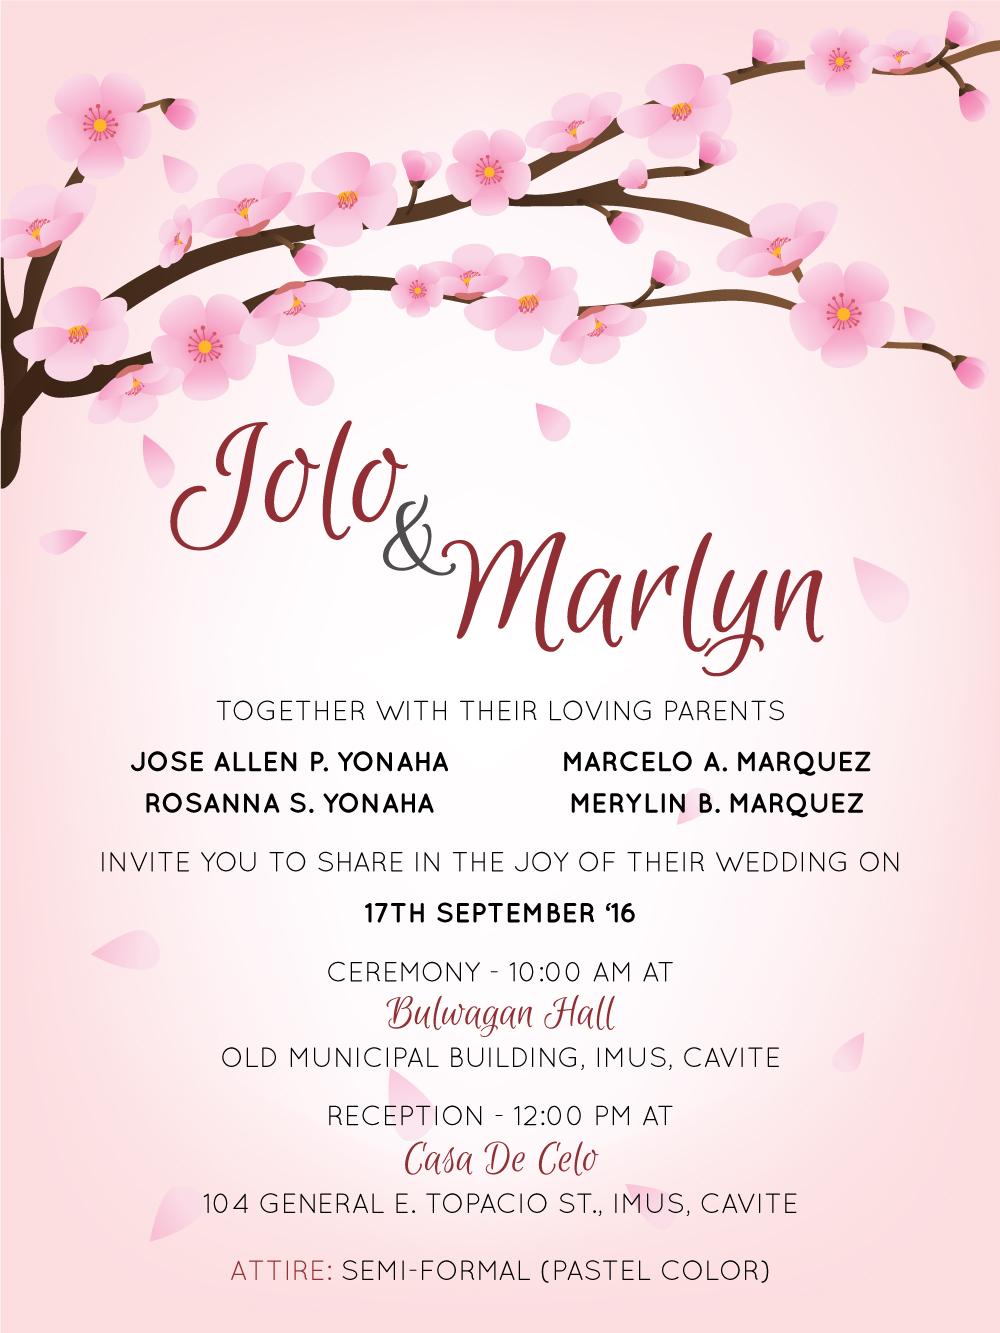 Jolo
&
Marlyn
TOGETHER WITH THEIR LOVING PARENTS
JOSE ALLEN P. YONAHA MARCELO A. MARQUEZ
ROSANNA S. YONAHA MERYLIN B. MARQUEZ
INVITE YOU TO SHARE IN THE JOY OF THEIR WEDDING ON
17TH SEPTEMBER ‘16
CEREMONY - 10:00 AM AT
Bulwagan Hall
OLD MUNICIPAL BUILDING, IMUS, CAVITE
RECEPTION - 12:00 PM AT
Casa De Celo
104 GENERAL E. TOPACIO ST., IMUS, CAVITE
ATTIRE: SEMI-FORMAL (PASTEL COLOR)